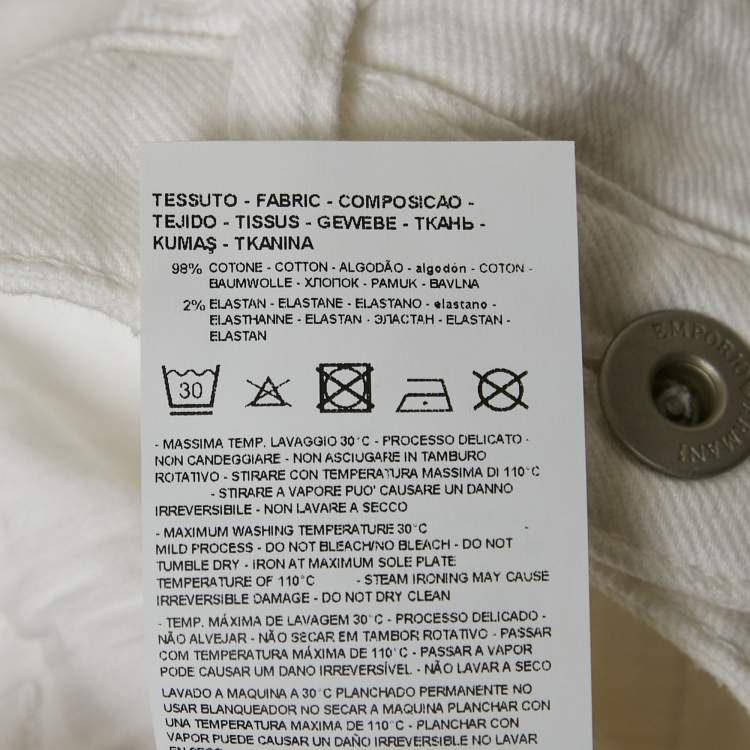 TESSUTO - FABRIC - COMPOSICAO -
TEJIDO - TISSUS - GEWEBE - ТКАНЬ -
KUMAŞ - TKANINA
98% COTONE - COTTON - ALGODÃO - algodón - COTON -
BAUMWOLLE - ХЛОПОК - PAMUK - BAVLNA
2% ELASTAN - ELASTANE - ELASTANO - elastano -
ELASTHANNE - ELASTAN - ЭЛАСТАН - ELASTAN -
ELASTAN
30
- MASSIMA TEMP. LAVAGGIO 30°C - PROCESSO DELICATO -
NON CANDEGGIARE - NON ASCIUGARE IN TAMBURO
ROTATIVO - STIRARE CON TEMPERATURA MASSIMA DI 110°C
- STIRARE A VAPORE PUO' CAUSARE UN DANNO
IRREVERSIBILE - NON LAVARE A SECCO
- MAXIMUM WASHING TEMPERATURE 30°C -
MILD PROCESS - DO NOT BLEACH/NO BLEACH - DO NOT
TUMBLE DRY - IRON AT MAXIMUM SOLE PLATE
TEMPERATURE OF 110°C - STEAM IRONING MAY CAUSE
IRREVERSIBLE DAMAGE - DO NOT DRY CLEAN
- TEMP. MÁXIMA DE LAVAGEM 30°C - PROCESSO DELICADO -
NÃO ALVEJAR - NÃO SECAR EM TAMBOR ROTATIVO - PASSAR
COM TEMPERATURA MÁXIMA DE 110°C - PASSAR A VAPOR
PODE CAUSAR UM DANO IRREVERSÍVEL - NÃO LAVAR A SECO
LAVADO A MAQUINA A 30°C PLANCHADO PERMANENTE NO
USAR BLANQUEADOR NO SECAR A MAQUINA PLANCHAR CON
UNA TEMPERATURA MAXIMA DE 110°C - PLANCHAR CON
VAPOR PUEDE CAUSAR UN DAÑO IRREVERSIBLE NO LAVAR
EN SECO
EMPORIO ARMANI